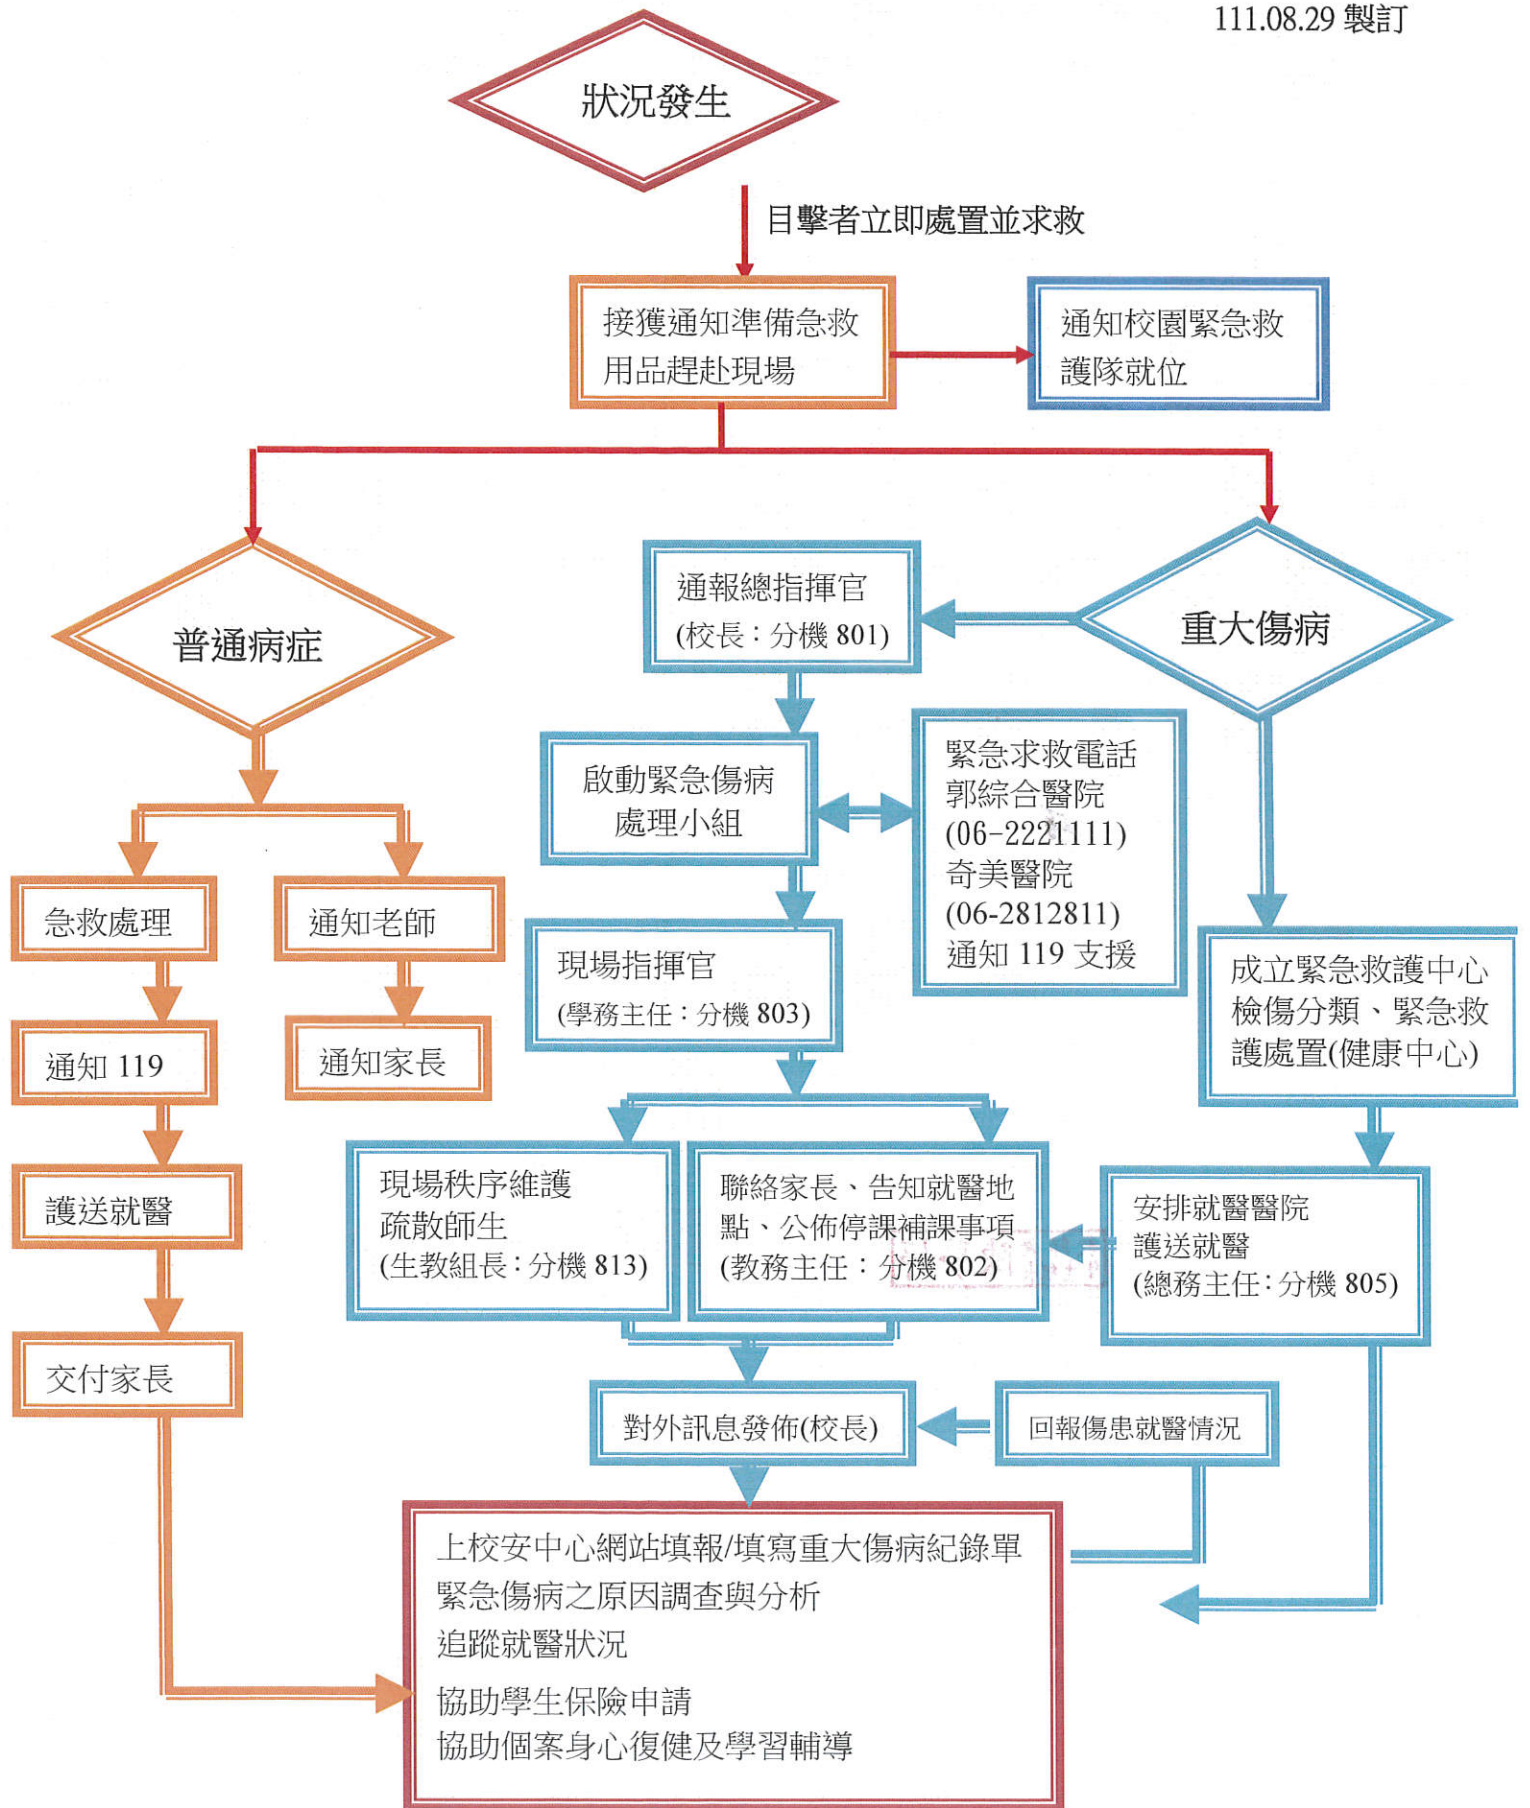 111.08.29 製訂
狀況發生
目擊者立即處置並求救
接獲通知準備急救
用品趕赴現場
通知校園緊急救
護隊就位
普通病症
通報總指揮官
(校長：分機 801)
重大傷病
啟動緊急傷病
處理小組
緊急求救電話
郭綜合醫院
(06-2221111)
奇美醫院
(06-2812811)
通知 119 支援
急救處理
通知老師
現場指揮官
(學務主任：分機 803)
成立緊急救護中心
檢傷分類、緊急救
護處置(健康中心)
通知 119
通知家長
護送就醫
現場秩序維護
疏散師生
(生教組長：分機 813)
聯絡家長、告知就醫地
點、公佈停課補課事項
(教務主任：分機 802)
安排就醫醫院
護送就醫
(總務主任：分機 805)
交付家長
對外訊息發佈(校長)
回報傷患就醫情況
上校安中心網站填報/填寫重大傷病紀錄單
緊急傷病之原因調查與分析
追蹤就醫狀況
協助學生保險申請
協助個案身心復健及學習輔導